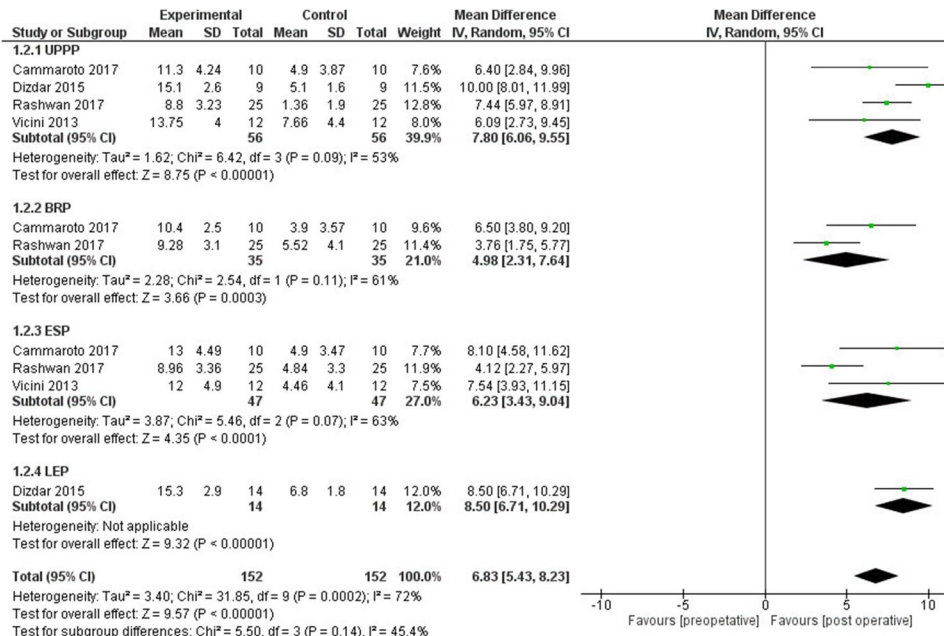 Experimental Control Mean Difference Mean Difference
Study or Subgroup Mean SD Total Mean SD Total Weight IV, Random, 95% CI IV, Random, 95% CI
1.2.1 UPPP
Cammaroto 2017 11.3 4.24 10 4.9 3.87 10 7.6% 6.40 [2.84, 9.96]
Dizdar 2015 15.1 2.6 9 5.1 1.6 9 11.5% 10.00 [8.01, 11.99]
Rashwan 2017 8.8 3.23 25 1.36 1.9 25 12.8% 7.44 [5.97, 8.91]
Vicini 2013 13.75 4 12 7.66 4.4 12 8.0% 6.09 [2.73, 9.45]
Subtotal (95% CI) 56 56 39.9% 7.80 [6.06, 9.55]
Heterogeneity: Tau² = 1.62; Chi² = 6.42, df = 3 (P = 0.09); I² = 53%
Test for overall effect: Z = 8.75 (P < 0.00001)
1.2.2 BRP
Cammaroto 2017 10.4 2.5 10 3.9 3.57 10 9.6% 6.50 [3.80, 9.20]
Rashwan 2017 9.28 3.1 25 5.52 4.1 25 11.4% 3.76 [1.75, 5.77]
Subtotal (95% CI) 35 35 21.0% 4.98 [2.31, 7.64]
Heterogeneity: Tau² = 2.28; Chi² = 2.54, df = 1 (P = 0.11); I² = 61%
Test for overall effect: Z = 3.66 (P = 0.0003)
1.2.3 ESP
Cammaroto 2017 13 4.49 10 4.9 3.47 10 7.7% 8.10 [4.58, 11.62]
Rashwan 2017 8.96 3.36 25 4.84 3.3 25 11.9% 4.12 [2.27, 5.97]
Vicini 2013 12 4.9 12 4.46 4.1 12 7.5% 7.54 [3.93, 11.15]
Subtotal (95% CI) 47 47 27.0% 6.23 [3.43, 9.04]
Heterogeneity: Tau² = 3.87; Chi² = 5.46, df = 2 (P = 0.07); I² = 63%
Test for overall effect: Z = 4.35 (P < 0.0001)
1.2.4 LEP
Dizdar 2015 15.3 2.9 14 6.8 1.8 14 12.0% 8.50 [6.71, 10.29]
Subtotal (95% CI) 14 14 12.0% 8.50 [6.71, 10.29]
Heterogeneity: Not applicable
Test for overall effect: Z = 9.32 (P < 0.00001)
Total (95% CI) 152 152 100.0% 6.83 [5.43, 8.23]
Heterogeneity: Tau² = 3.40; Chi² = 31.85, df = 9 (P = 0.0002); I² = 72%
Test for overall effect: Z = 9.57 (P < 0.00001)
Test for subgroup differences: Chi² = 5.50, df = 3 (P = 0.14), I² = 45.4%
-10 -5 0 5 10
Favours [preopetative] Favours [post operative]